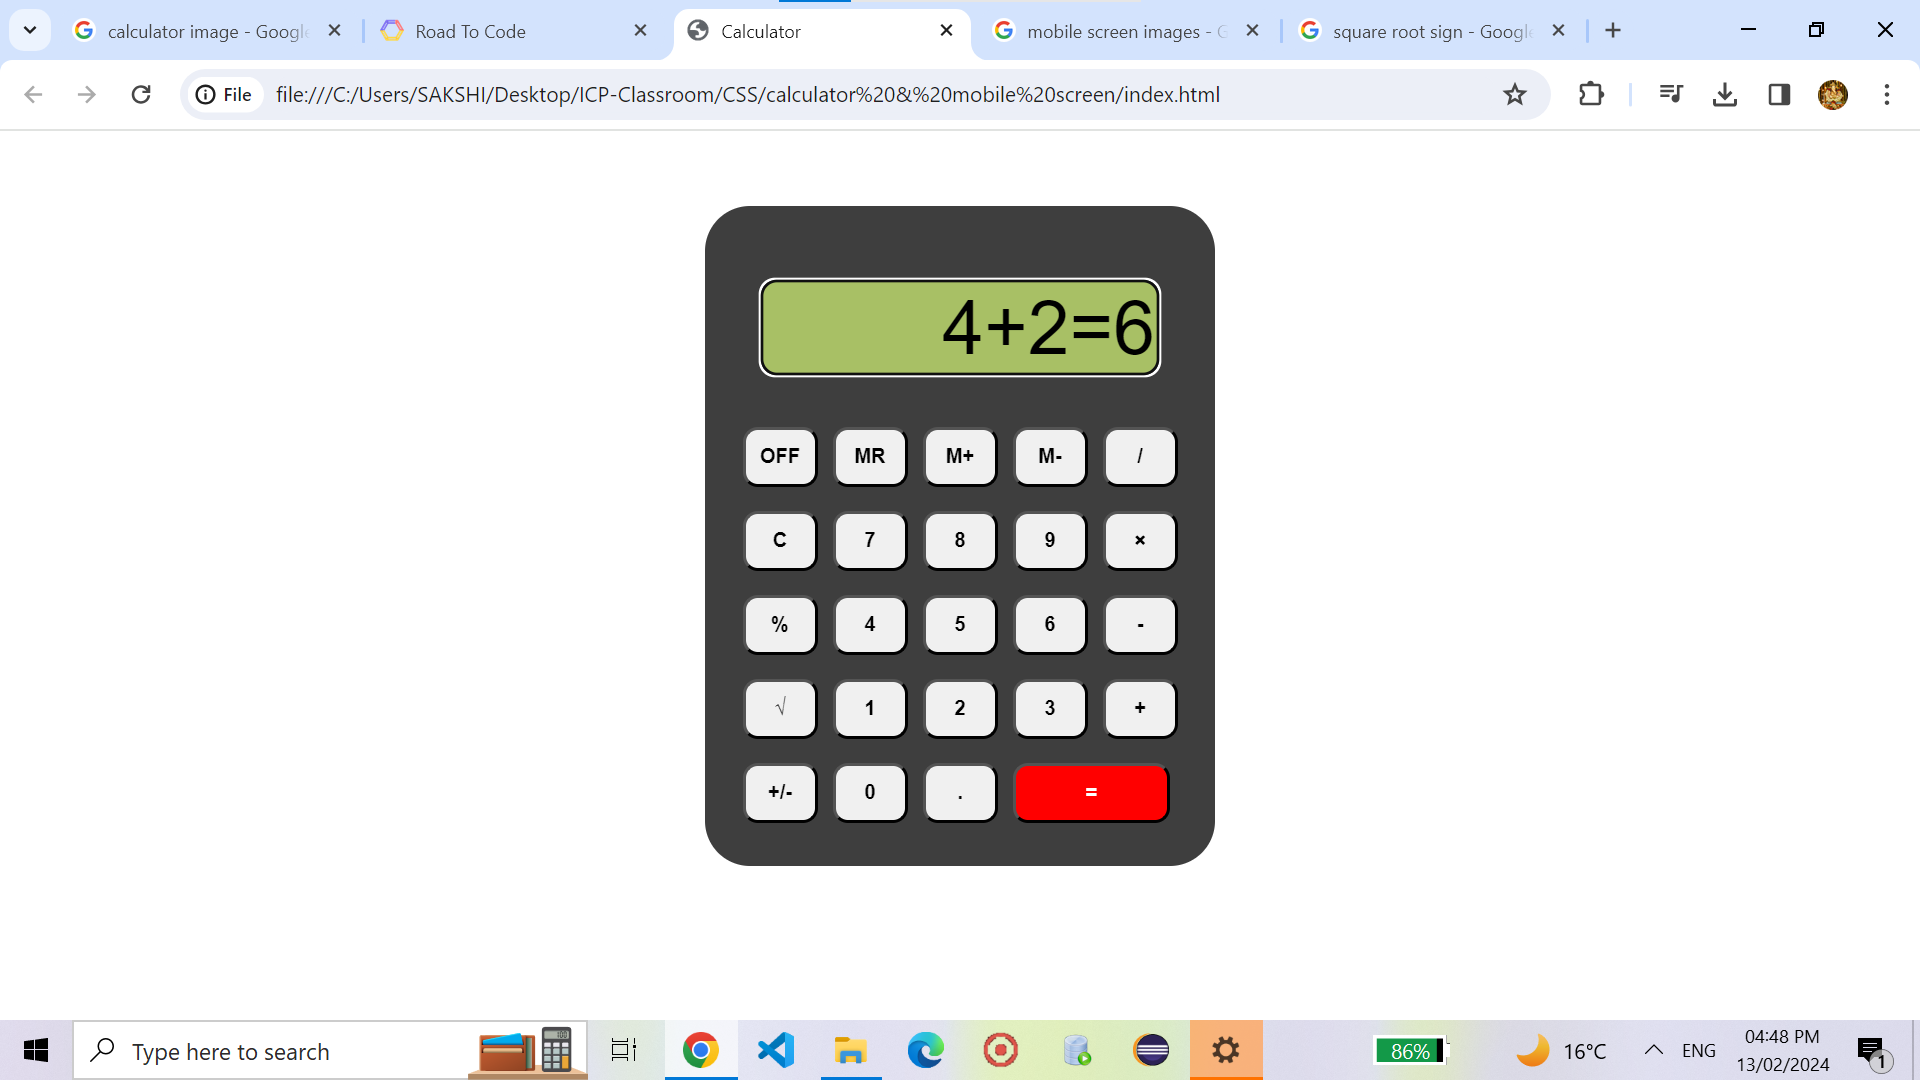 calculator image - Googl
Road To Code
Calculator
mobile screen images - G
square root sign - Googl
File
file:///C:/Users/SAKSHI/Desktop/ICP-Classroom/CSS/calculator%20&%20mobile%20screen/index.html
4+2=6
OFF MR M+ M- /
C 7 8 9 ×
% 4 5 6 -
√ 1 2 3 +
+/- 0 . =
Type here to search
86%
16°C
ENG
04:48 PM
13/02/2024
1